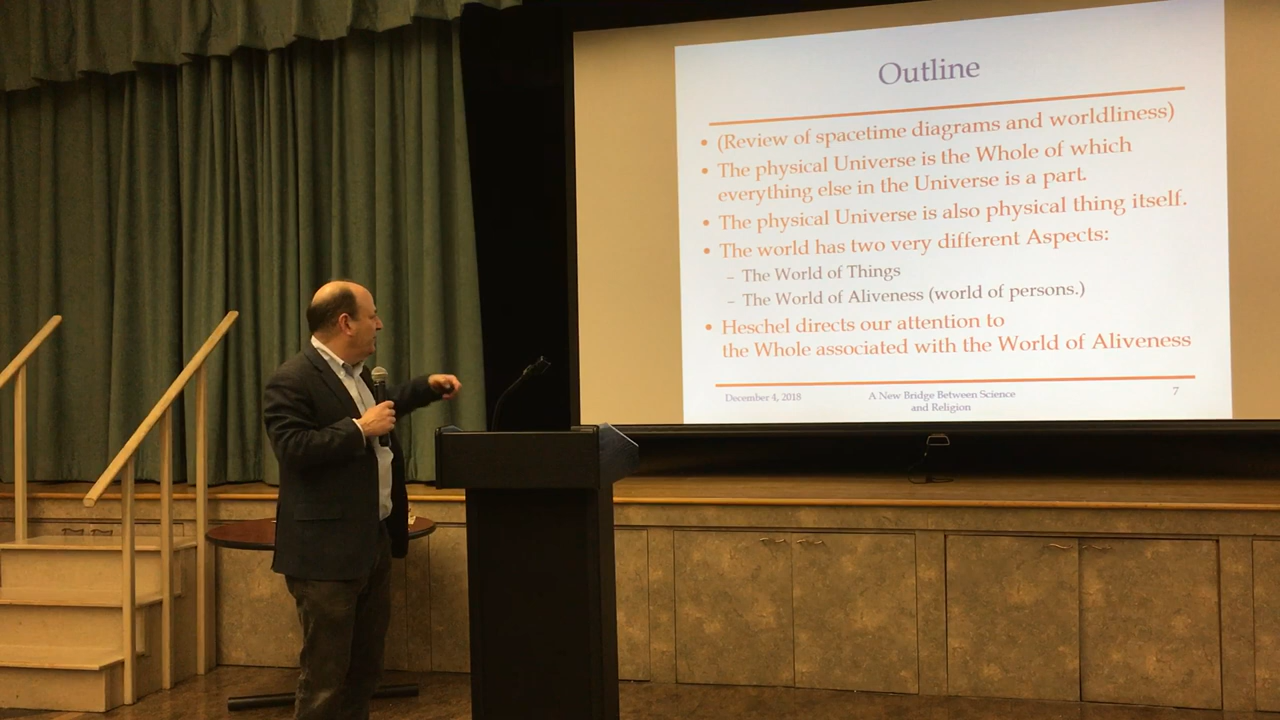 Outline
• (Review of spacetime diagrams and worldliness)
• The physical Universe is the Whole of which
everything else in the Universe is a part.
• The physical Universe is also physical thing itself.
• The world has two very different Aspects:
– The World of Things
– The World of Aliveness (world of persons.)
• Heschel directs our attention to
the Whole associated with the World of Aliveness
December 4, 2018
A New Bridge Between Science
and Religion
7